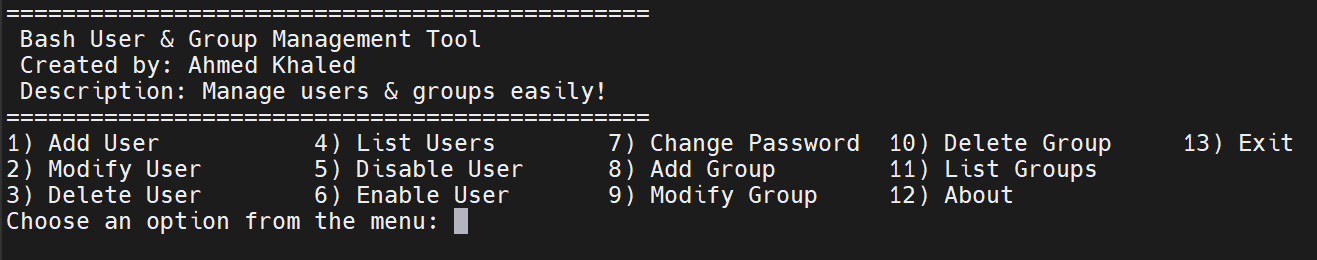 ==============================================
Bash User & Group Management Tool
Created by: Ahmed Khaled
Description: Manage users & groups easily!
==============================================
1) Add User           4) List Users        7) Change Password  10) Delete Group     13) Exit
2) Modify User        5) Disable User      8) Add Group        11) List Groups
3) Delete User        6) Enable User       9) Modify Group     12) About
Choose an option from the menu: